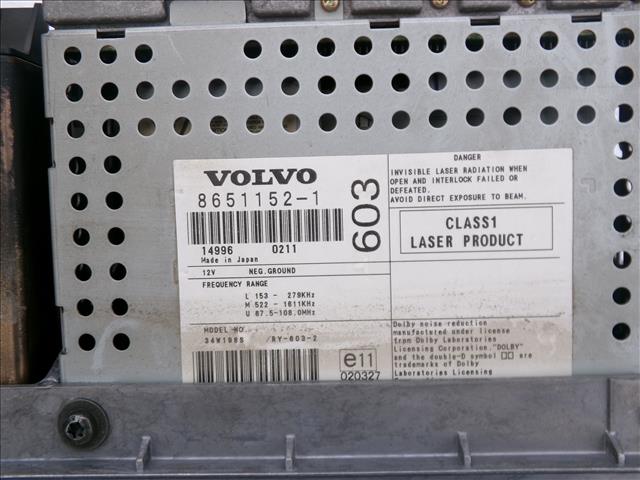 VOLVO
8651152-1
603
14996 0211
Made in Japan
12V NEG.GROUND
FREQUENCY RANGE
L 153 - 279KHz
M 522 - 1611KHz
U 87.5-108.0MHz
MODEL NO.
34W198S /RY-603-2
e11
020327
DANGER
INVISIBLE LASER RADIATION WHEN
OPEN AND INTERLOCK FAILED OR
DEFEATED.
AVOID DIRECT EXPOSURE TO BEAM.
CLASS1
LASER PRODUCT
Dolby noise reduction
manufactured under license
from Dolby Laboratories
Licensing Corporation. "DOLBY"
and the double-D symbol are
trademarks of Dolby
Laboratories Licensing